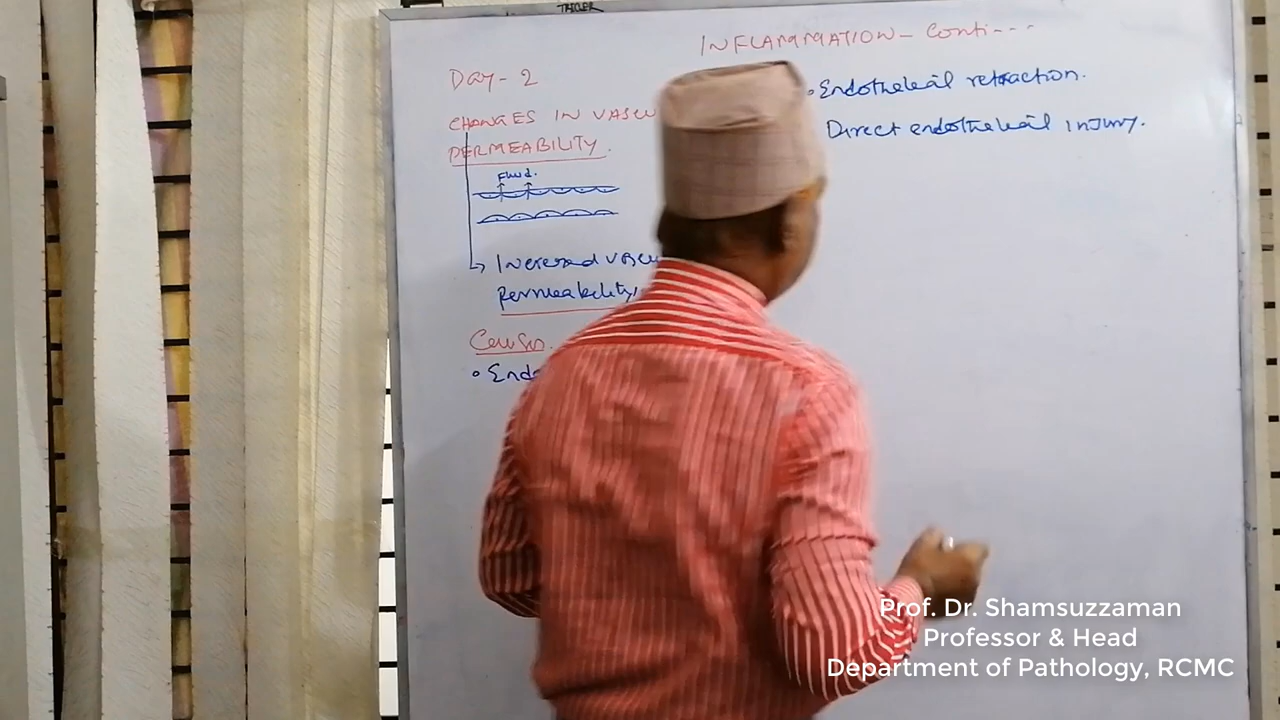 INFLAMMATION - Conti---
Day - 2
CHANGES IN VASCU
PERMEABILITY.
Fluid.
Increased vascu
permeability,
Causes.
• Endo
• Endothelial retraction.
Direct endothelial injury.
Prof. Dr. Shamsuzzaman
Professor & Head
Department of Pathology, RCMC